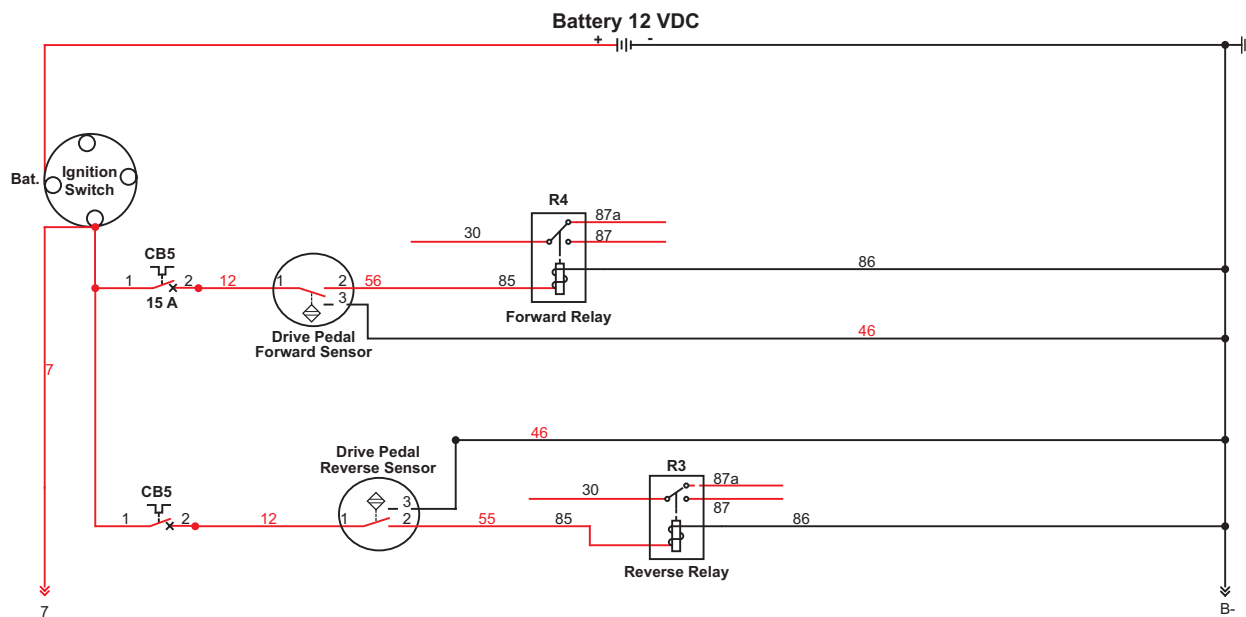 Battery 12 VDC
+ -
Bat.
Ignition
Switch
R4
87a
30
87
CB5
1 2 12 1 2 56 85 86
15 A
3
Forward Relay
Drive Pedal
Forward Sensor
46
7
46
Drive Pedal
Reverse Sensor
R3
87a
CB5
30
3
87
1 2 12 1 2 55 85 86
Reverse Relay
7
B-